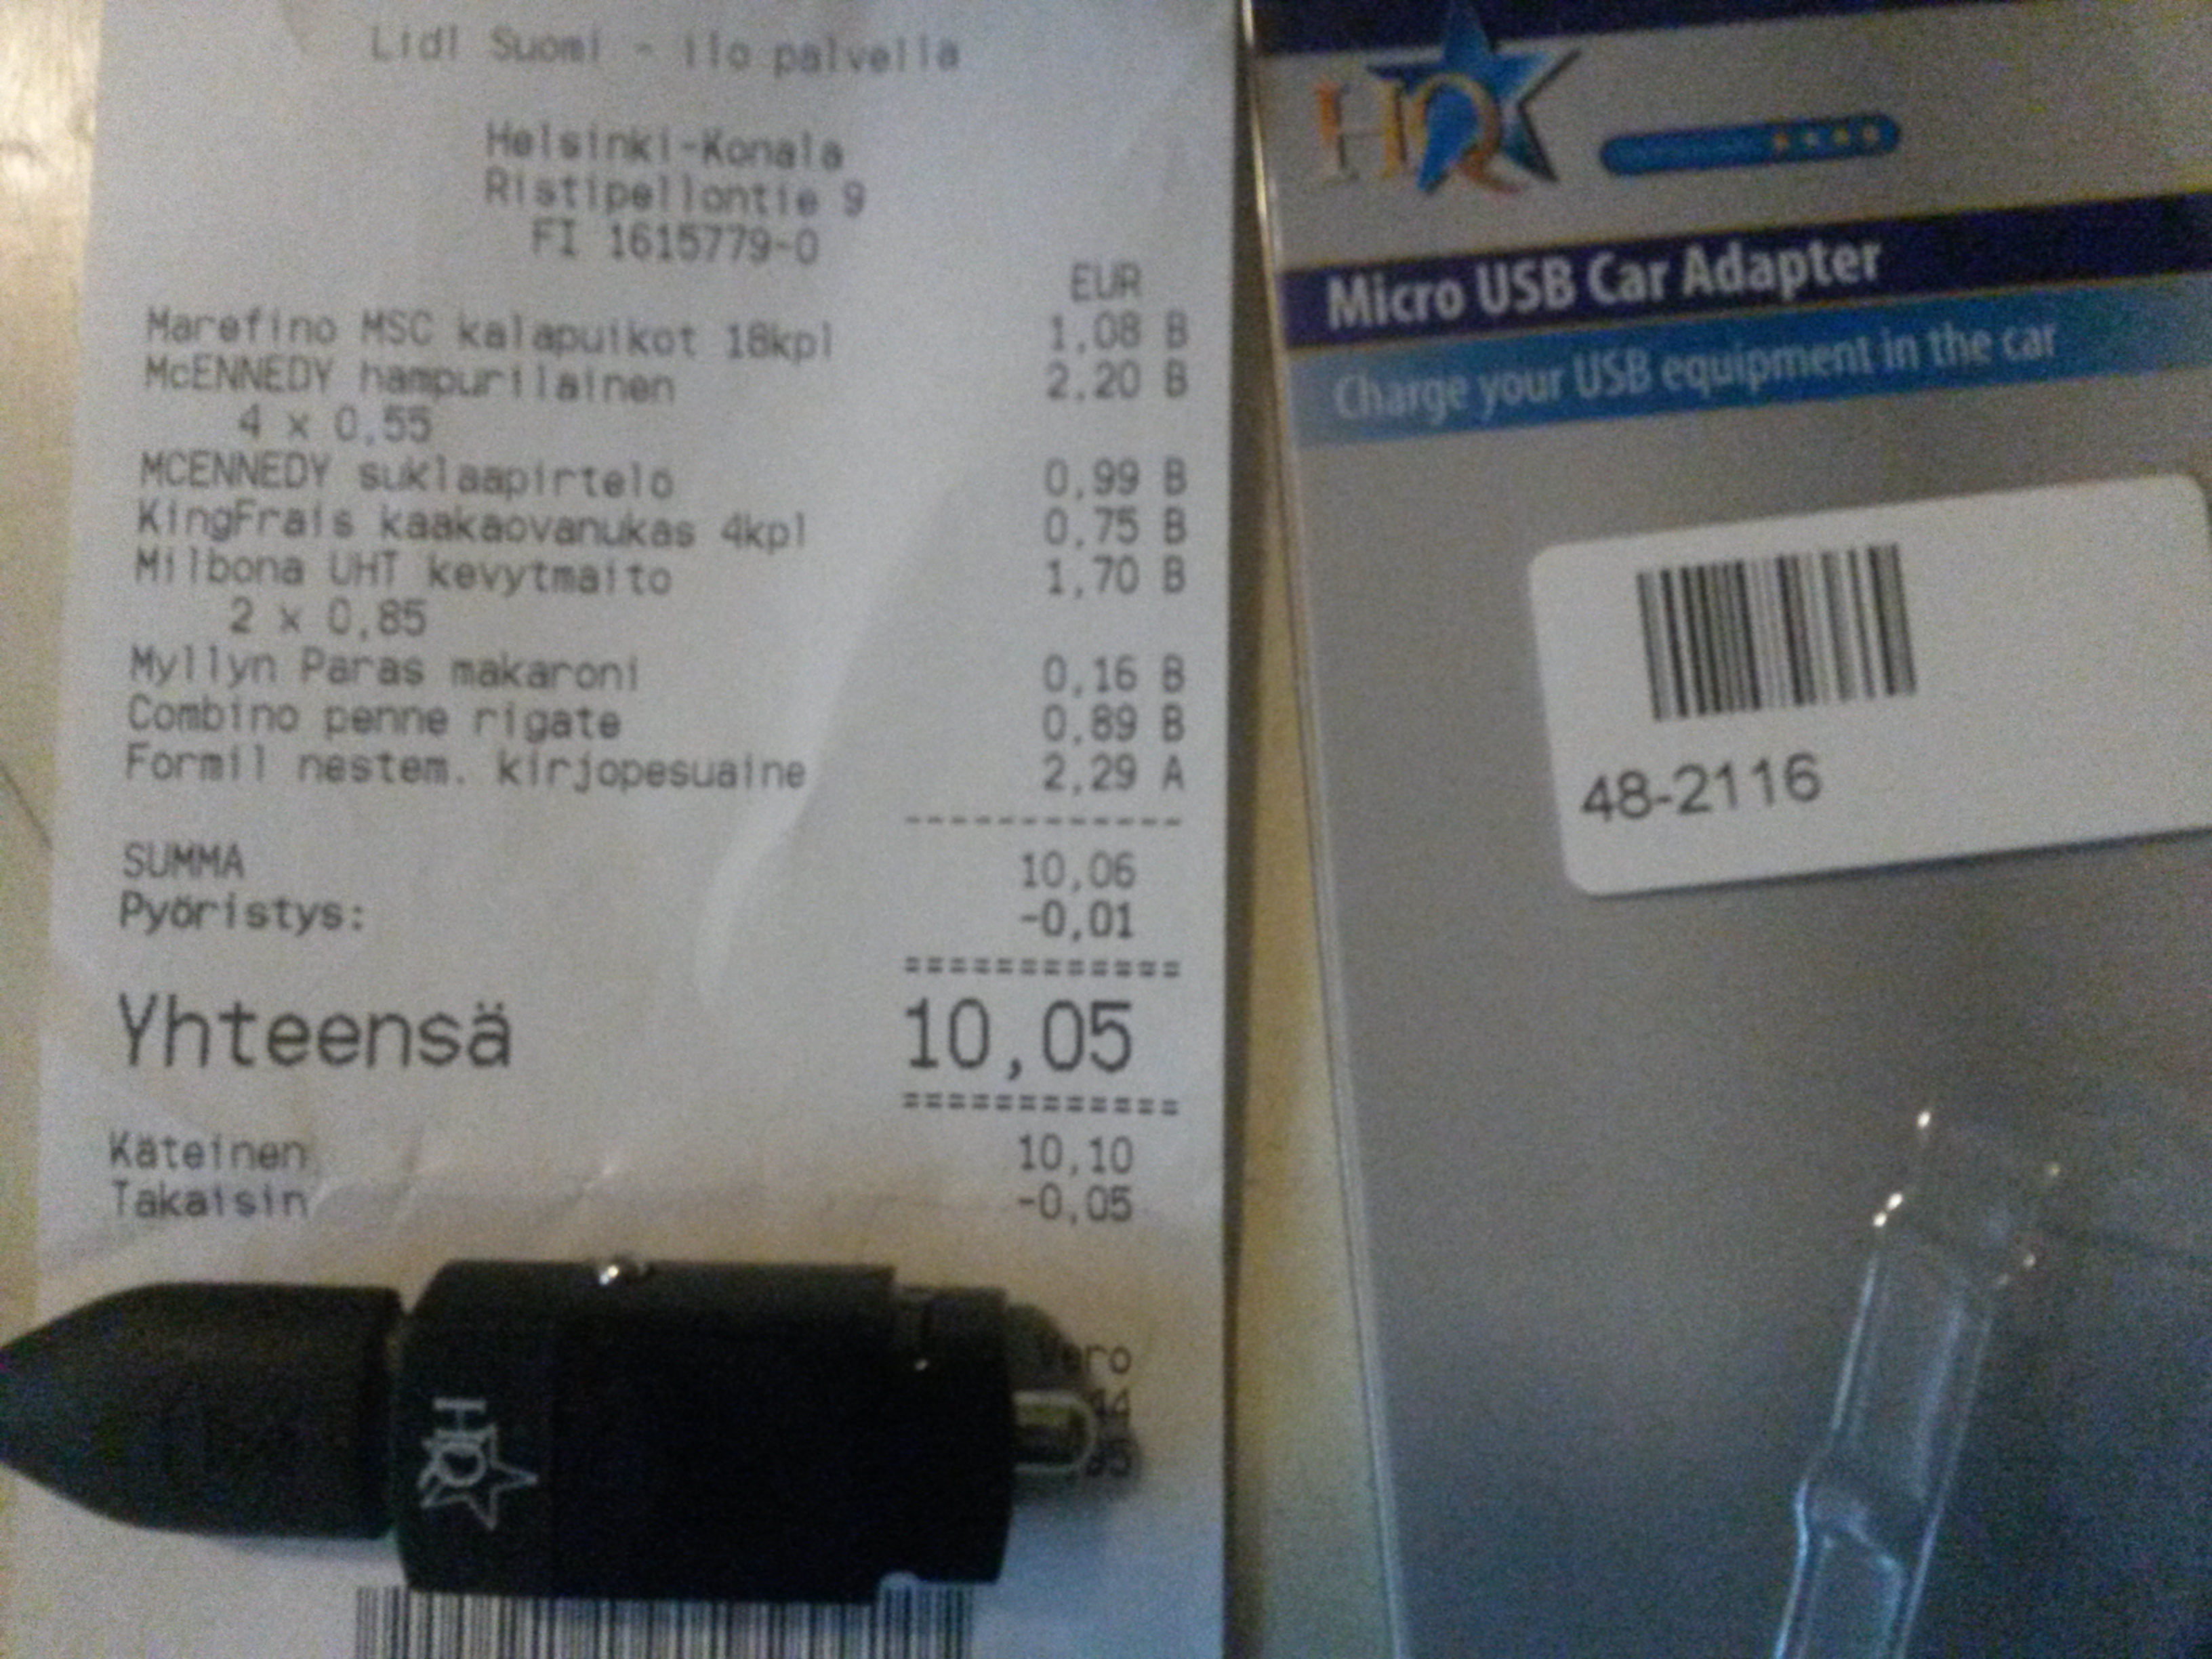 Lidl Suomi - ilo palvella
Helsinki-Konala
Ristipellontie 9
FI 1615779-0
EUR
Marefino MSC kalapuikot 18kpl 1,08 B
McENNEDY hampurilainen 2,20 B
4 x 0,55
MCENNEDY suklaapirtelö 0,99 B
KingFrais kaakaovanukas 4kpl 0,75 B
Milbona UHT kevytmaito 1,70 B
2 x 0,85
Myllyn Paras makaroni 0,16 B
Combino penne rigate 0,89 B
Formil nestem. kirjopesuaine 2,29 A
------------
SUMMA 10,06
Pyöristys: -0,01
============
Yhteensä 10,05
============
Käteinen 10,10
Takaisin -0,05
HQ
HQ
Micro USB Car Adapter
Charge your USB equipment in the car
48-2116